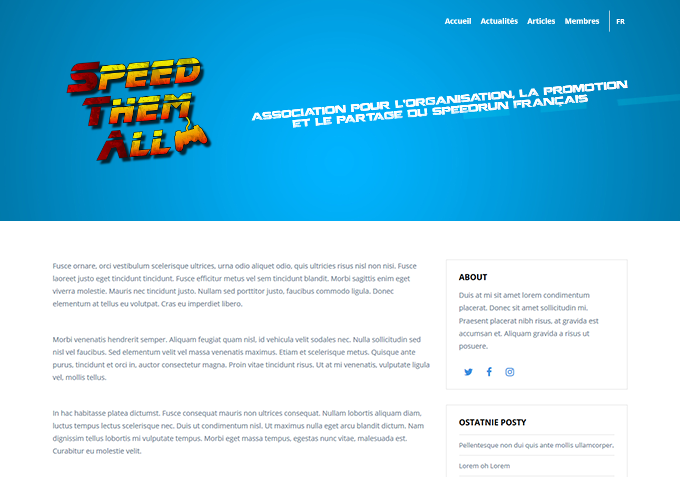 Accueil Actualités Articles Membres FR
SPEED
THEM
ALL
ASSOCIATION POUR L'ORGANISATION, LA PROMOTION
ET LE PARTAGE DU SPEEDRUN FRANÇAIS
Fusce ornare, orci vestibulum scelerisque ultrices, urna odio aliquet odio, quis ultricies risus nisl non nisi. Fusce
laoreet justo eget tincidunt tincidunt. Fusce efficitur metus vel sem tincidunt blandit. Morbi sagittis enim eget
viverra molestie. Mauris nec tincidunt justo. Nullam sed porttitor justo, faucibus commodo ligula. Donec
elementum at tellus eu volutpat. Cras eu imperdiet libero.
Morbi venenatis hendrerit semper. Aliquam feugiat quam nisl, id vehicula velit sodales nec. Nulla sollicitudin sed
nisl vel faucibus. Sed elementum velit vel massa venenatis maximus. Etiam et scelerisque metus. Quisque ante
purus, tincidunt et orci in, auctor consectetur magna. Proin vitae tincidunt risus. Ut at mi venenatis, vulputate ligula
vel, mollis tellus.
In hac habitasse platea dictumst. Fusce consequat mauris non ultrices consequat. Nullam lobortis aliquam diam,
luctus tempus lectus scelerisque nec. Duis ut condimentum nisl. Ut maximus nulla eget arcu blandit dictum. Nam
dignissim tellus lobortis mi vulputate tempus. Morbi eget massa tempus, egestas nunc vitae, malesuada est.
Curabitur eu molestie velit.
ABOUT
Duis at mi sit amet lorem condimentum
placerat. Donec sit amet sollicitudin mi.
Praesent placerat nibh risus, at gravida est
accumsan et. Aliquam gravida a risus ut
posuere.
OSTATNIE POSTY
Pellentesque non dui quis ante mollis ullamcorper.
Lorem oh Lorem